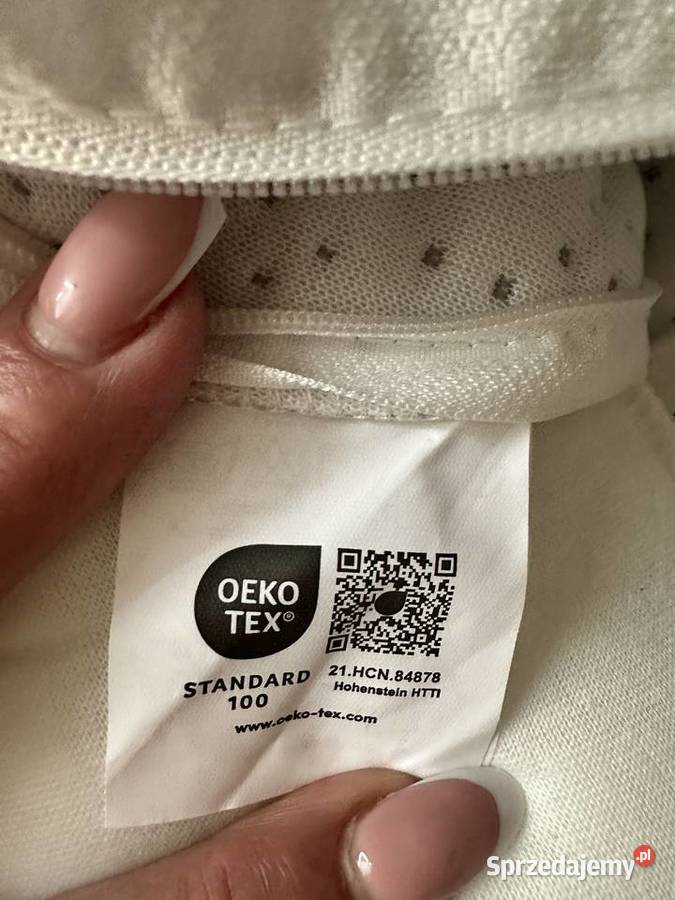 OEKO
TEX®
STANDARD
100
21.HCN.84878
Hohenstein HTTI
www.oeko-tex.com
Sprzedajemy.pl